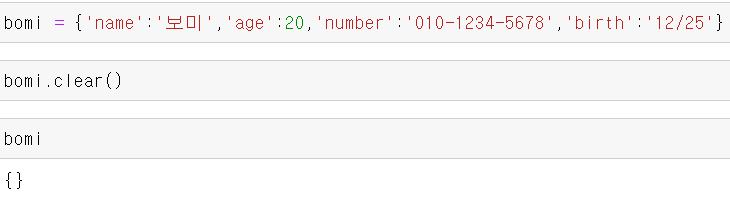 bomi = {'name':'보미','age':20,'number':'010-1234-5678','birth':'12/25'}
bomi.clear()
bomi
{}